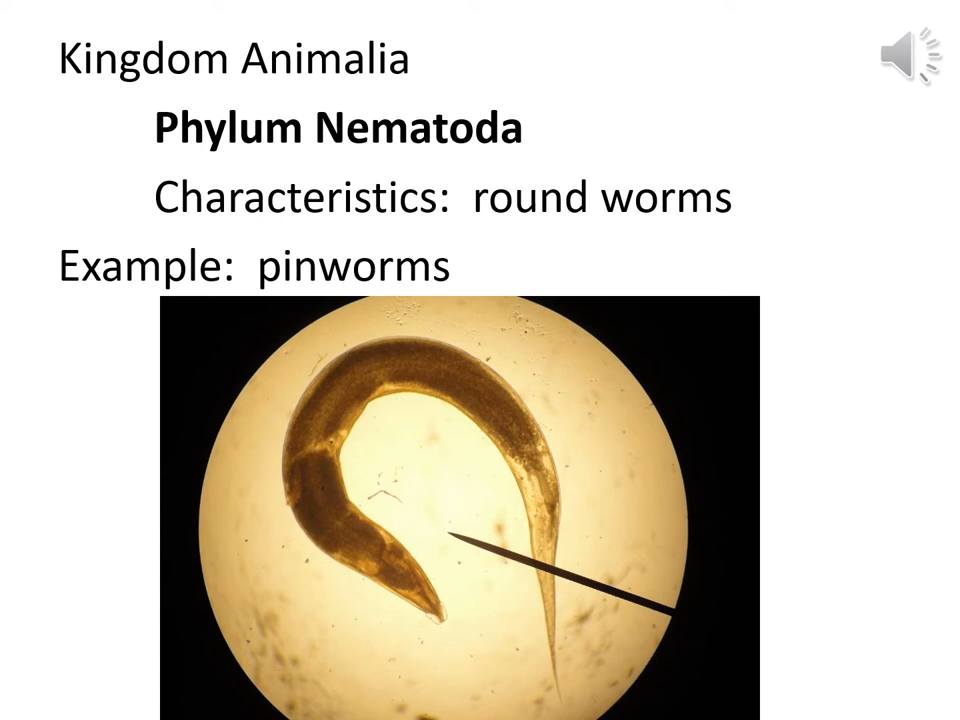 Kingdom Animalia
Phylum Nematoda
Characteristics:  round worms
Example:  pinworms